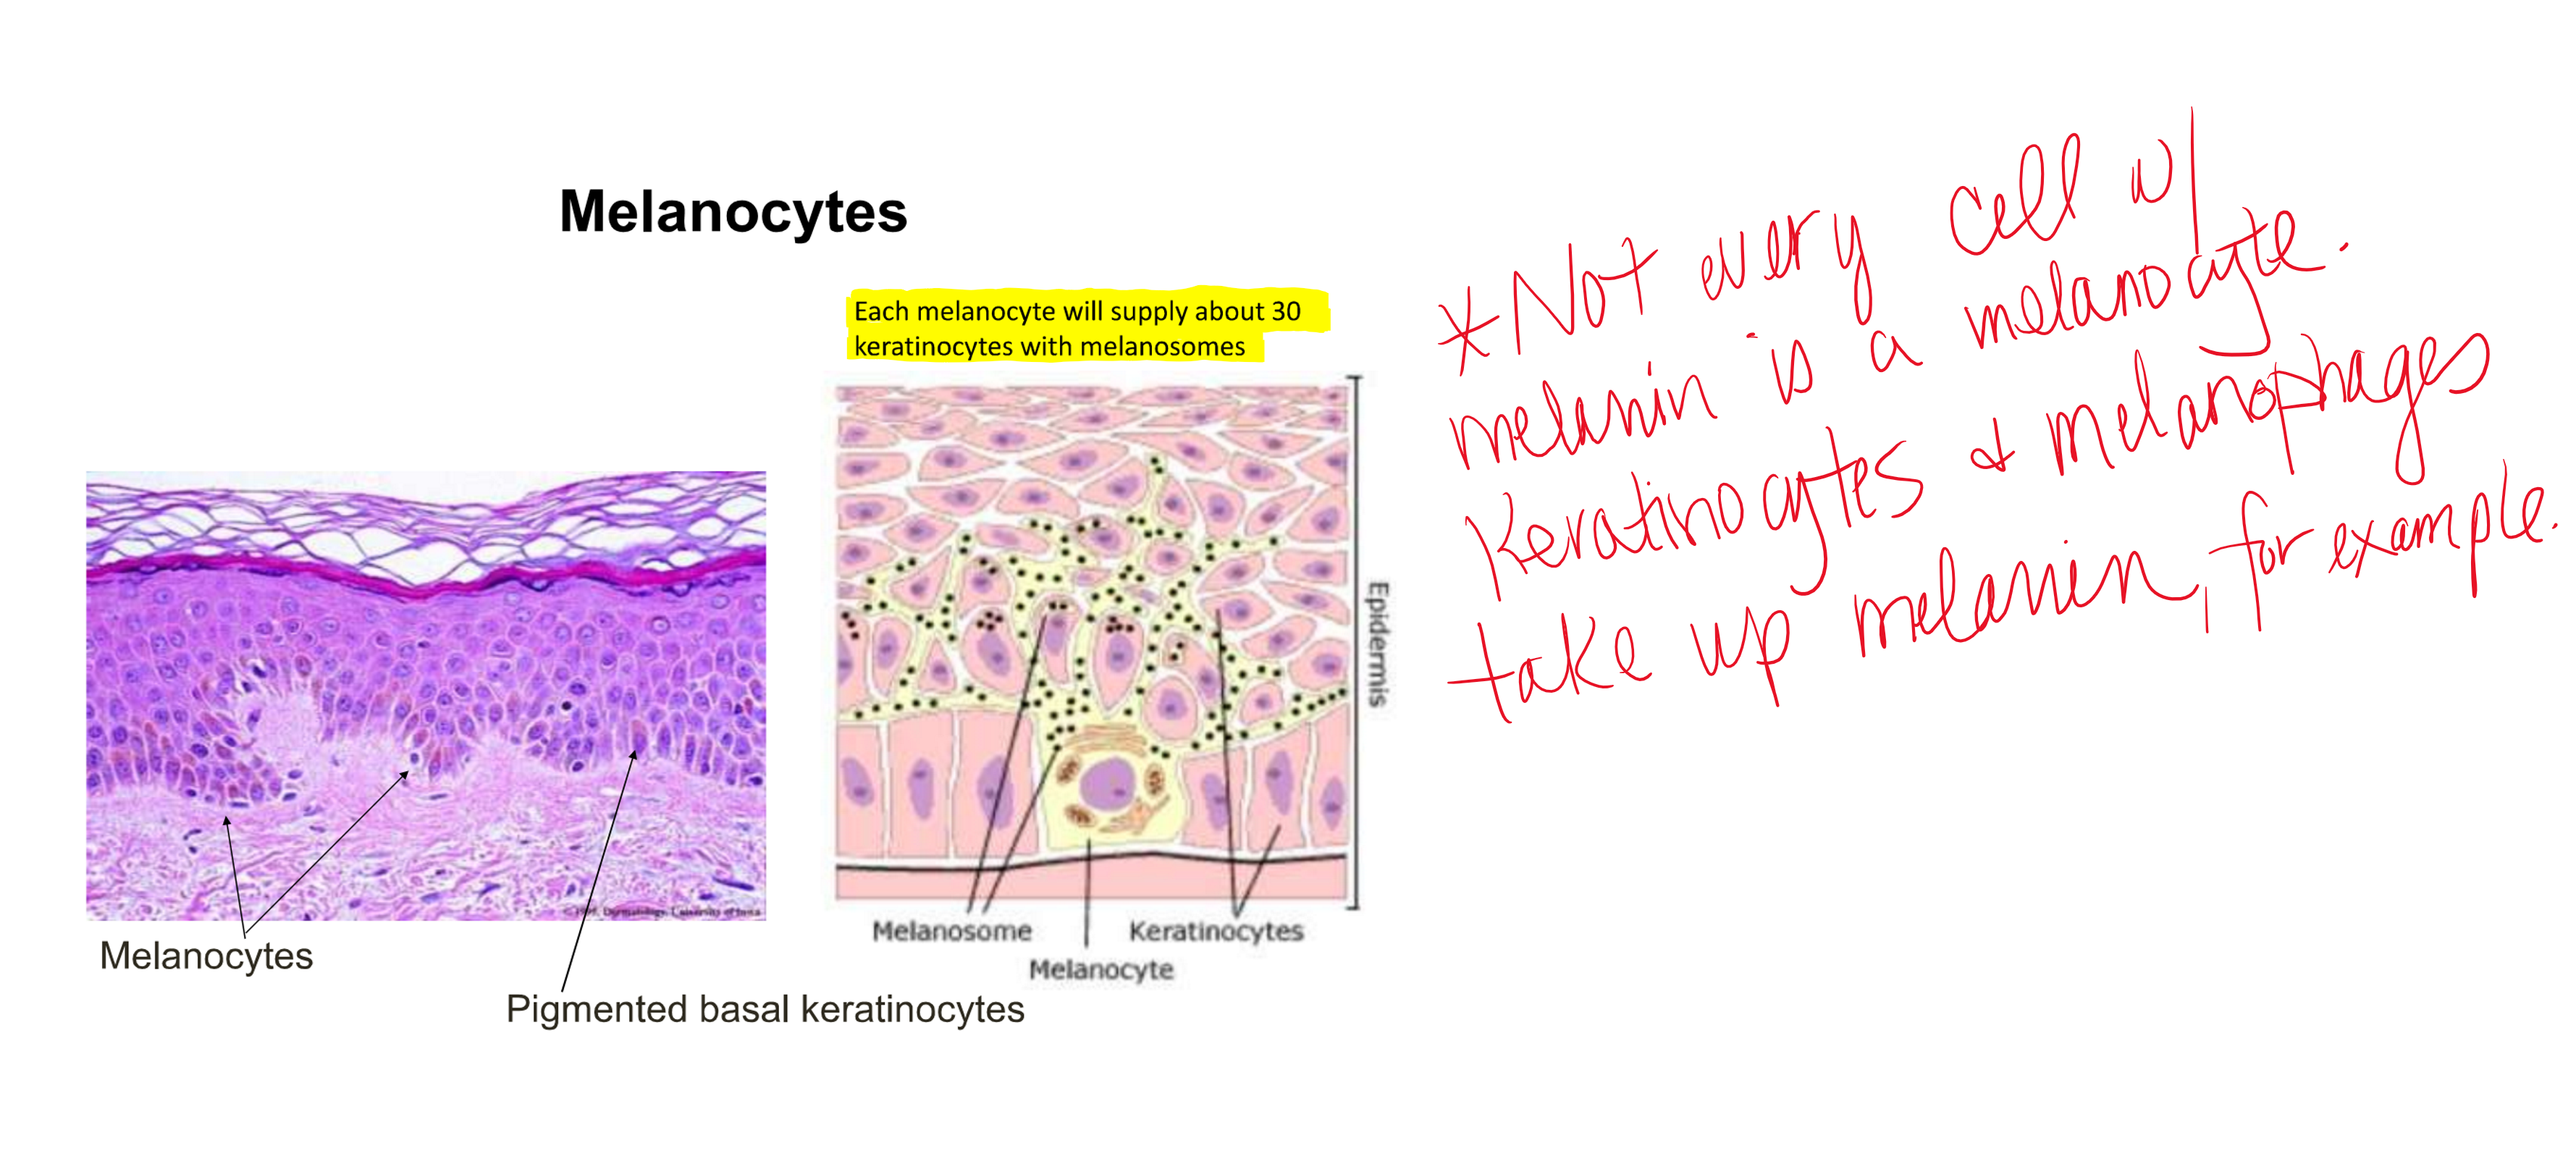 Melanocytes
Each melanocyte will supply about 30
keratinocytes with melanosomes
*Not every cell w/
melanin is a melanocyte.
Keratinocytes & melanophages
take up melanin, for example.
Epidermis
©1995, Dermatology, University of Iowa
Melanocytes
Pigmented basal keratinocytes
Melanosome
Keratinocytes
Melanocyte